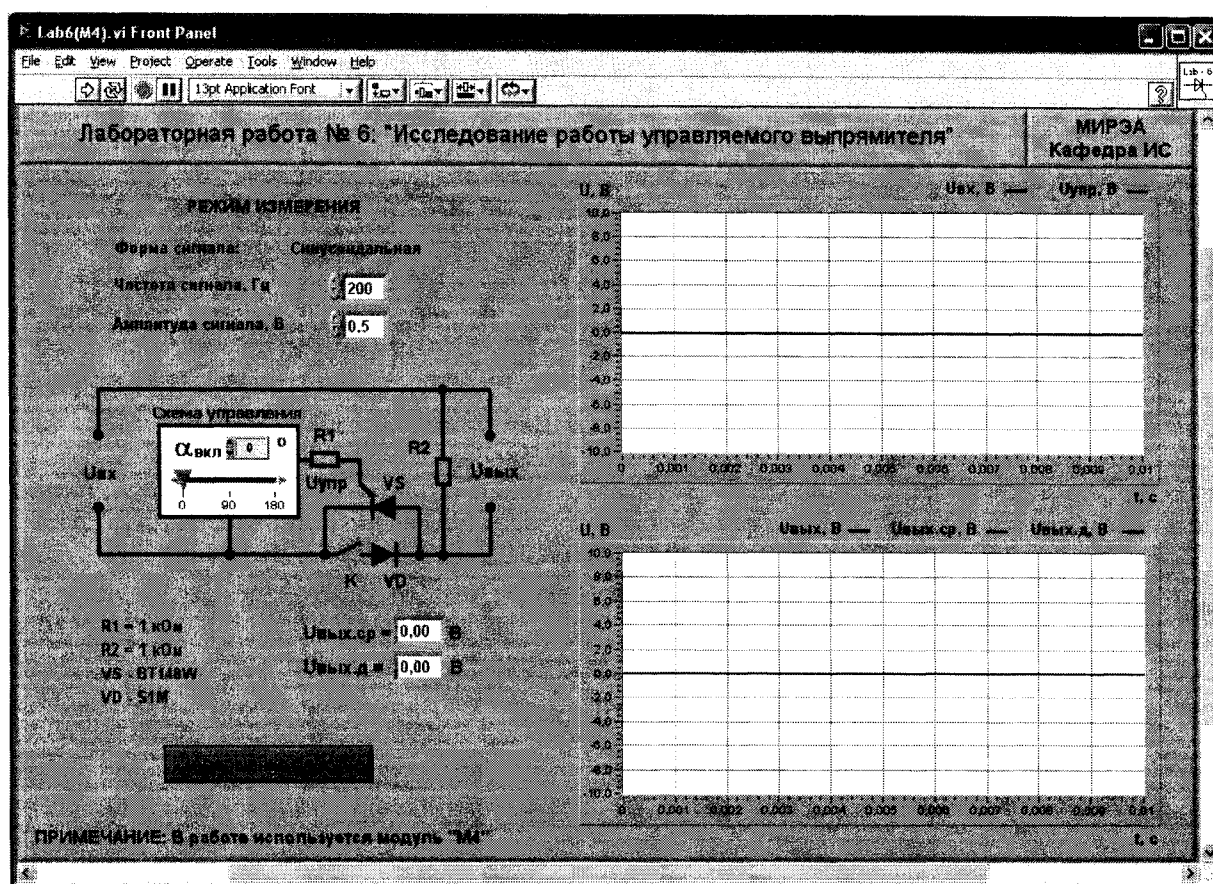 Lab6(M4).vi Front Panel
File Edit View Project Operate Tools Window Help
13pt Application Font
Lab - 6
Лабораторная работа № 6: "Исследование работы управляемого выпрямителя"
МИРЭА
Кафедра ИС
РЕЖИМ ИЗМЕРЕНИЯ
Форма сигнала: Синусоидальная
Частота сигнала, Гц 200
Амплитуда сигнала, В 0.5
Схема управления
αвкл 0 0
0 90 180
R1
Uупр
VS
R2
Uвх
Uвых
K
VD
R1 = 1 кОм
R2 = 1 кОм
VS - BT148W
VD - S1M
Uвых.ср = 0,00 В
Uвых.д = 0,00 В
ПРИМЕЧАНИЕ: В работе используется модуль "М4"
U, В
Uвх, В Uупр, В
10,0
8,0
6,0
4,0
2,0
0,0
-2,0
-4,0
-6,0
-8,0
-10,0
0 0,001 0,002 0,003 0,004 0,005 0,006 0,007 0,008 0,009 0,01
t, с
U, В
Uвых, В Uвых.ср, В Uвых.д, В
10,0
8,0
6,0
4,0
2,0
0,0
-2,0
-4,0
-6,0
-8,0
-10,0
0 0,001 0,002 0,003 0,004 0,005 0,006 0,007 0,008 0,009 0,01
t, с